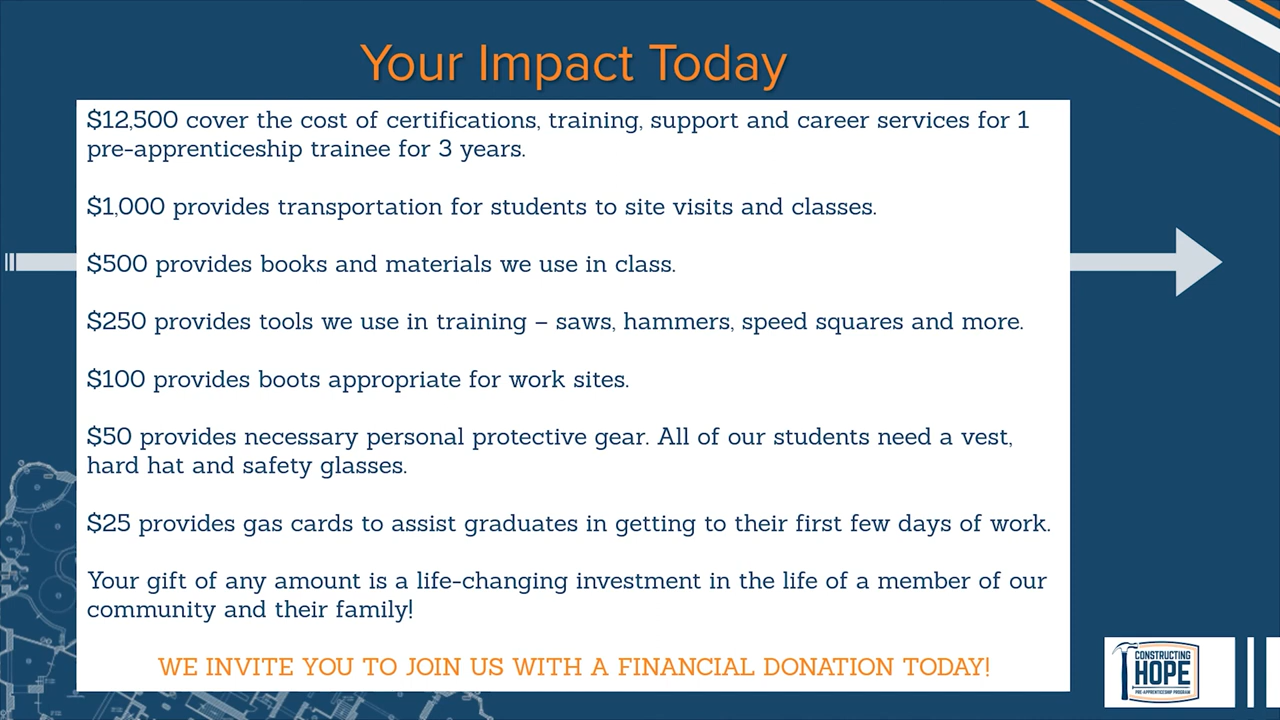 Your Impact Today
$12,500 cover the cost of certifications, training, support and career services for 1
pre-apprenticeship trainee for 3 years.
$1,000 provides transportation for students to site visits and classes.
$500 provides books and materials we use in class.
$250 provides tools we use in training – saws, hammers, speed squares and more.
$100 provides boots appropriate for work sites.
$50 provides necessary personal protective gear. All of our students need a vest,
hard hat and safety glasses.
$25 provides gas cards to assist graduates in getting to their first few days of work.
Your gift of any amount is a life-changing investment in the life of a member of our
community and their family!
WE INVITE YOU TO JOIN US WITH A FINANCIAL DONATION TODAY!
CONSTRUCTING
HOPE
PRE-APPRENTICESHIP PROGRAM